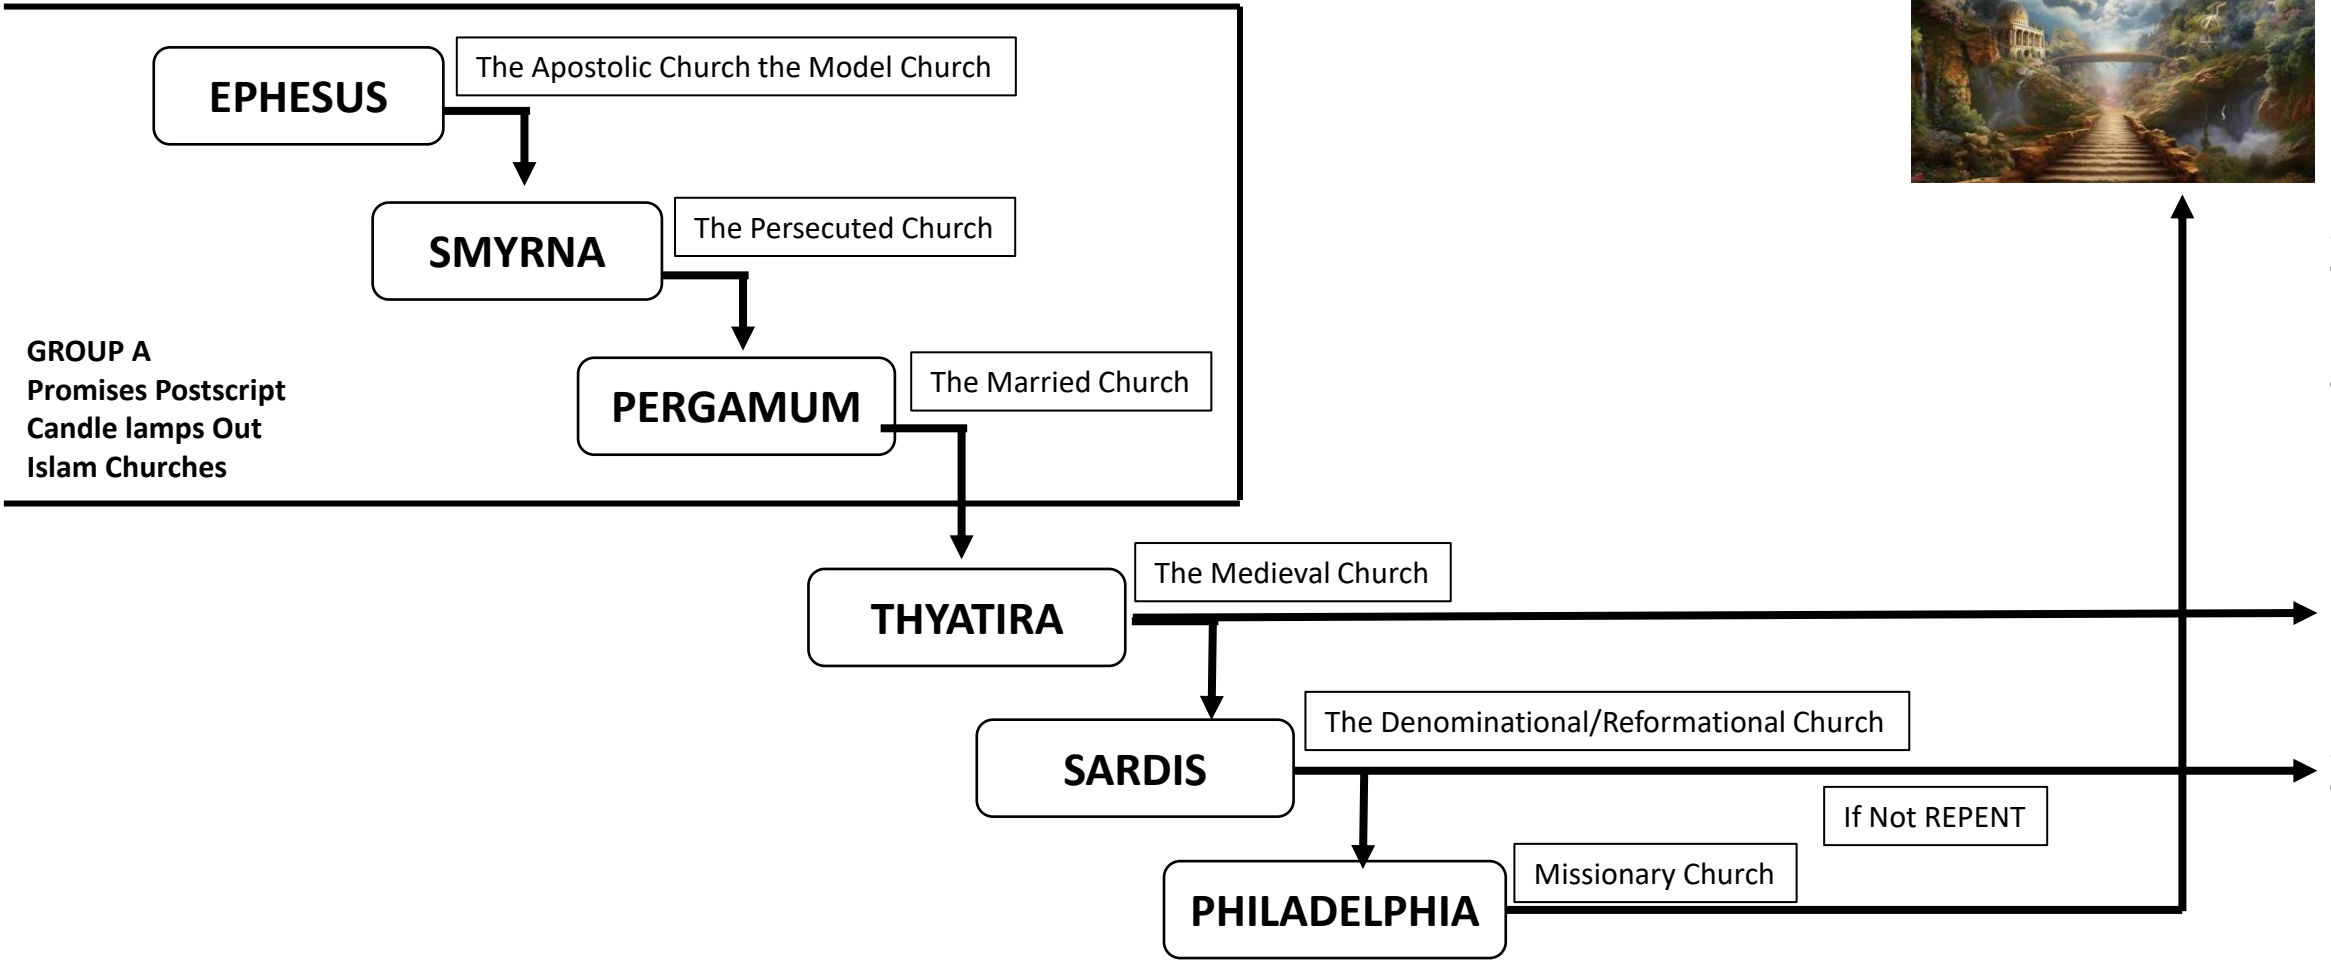 EPHESUS
The Apostolic Church the Model Church
SMYRNA
The Persecuted Church
GROUP A
Promises Postscript
Candle lamps Out
Islam Churches
PERGAMUM
The Married Church
THYATIRA
The Medieval Church
SARDIS
The Denominational/Reformational Church
If Not REPENT
PHILADELPHIA
Missionary Church